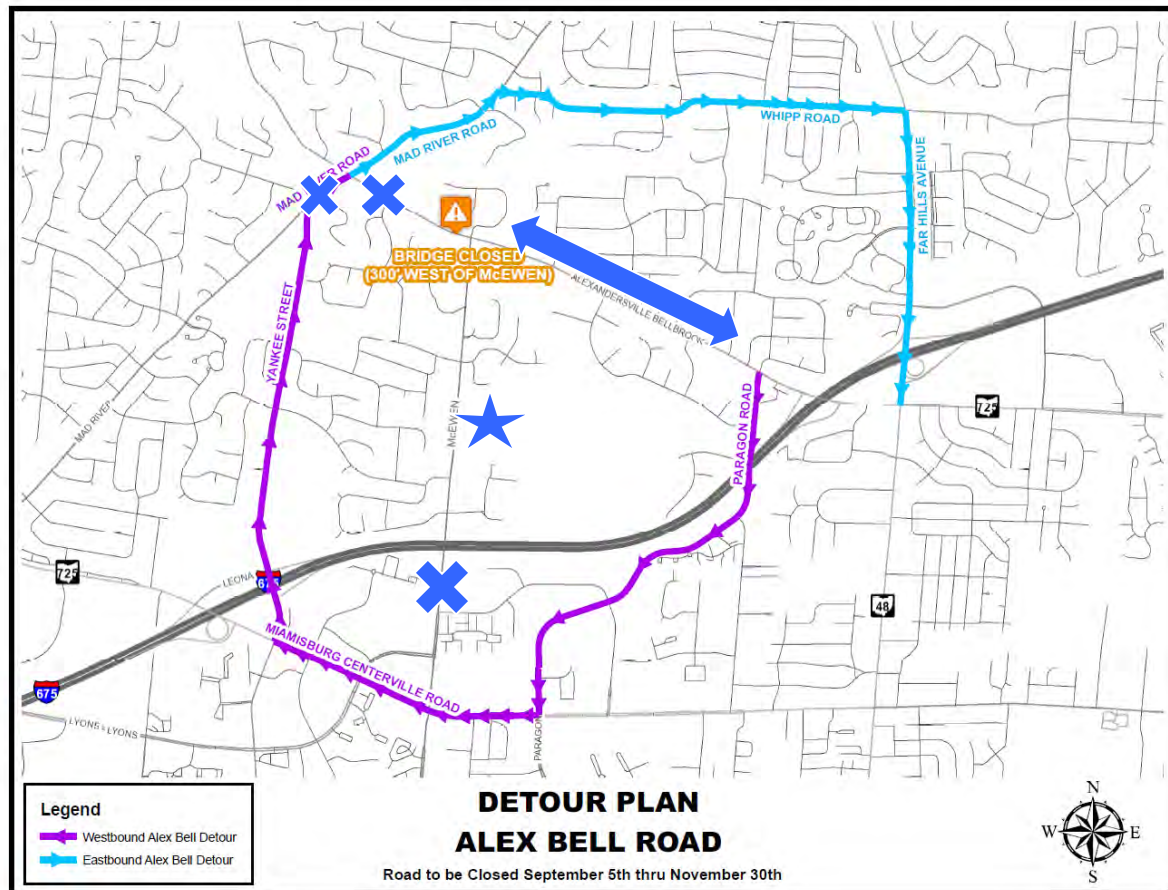 WHIPP ROAD
MAD RIVER ROAD
MAD RIVER ROAD
FAR HILLS AVENUE
BRIDGE CLOSED
(300' WEST OF McEWEN)
ALEXANDERSVILLE BELLBROOK
YANKEE STREET
MAD RIVER
McEWEN
PARAGON ROAD
725
725
LEONA
675
48
MIAMISBURG CENTERVILLE ROAD
675
LYONS & LYONS
PARAGON
Legend
Westbound Alex Bell Detour
Eastbound Alex Bell Detour
DETOUR PLAN
ALEX BELL ROAD
Road to be Closed September 5th thru November 30th
N
W
E
S